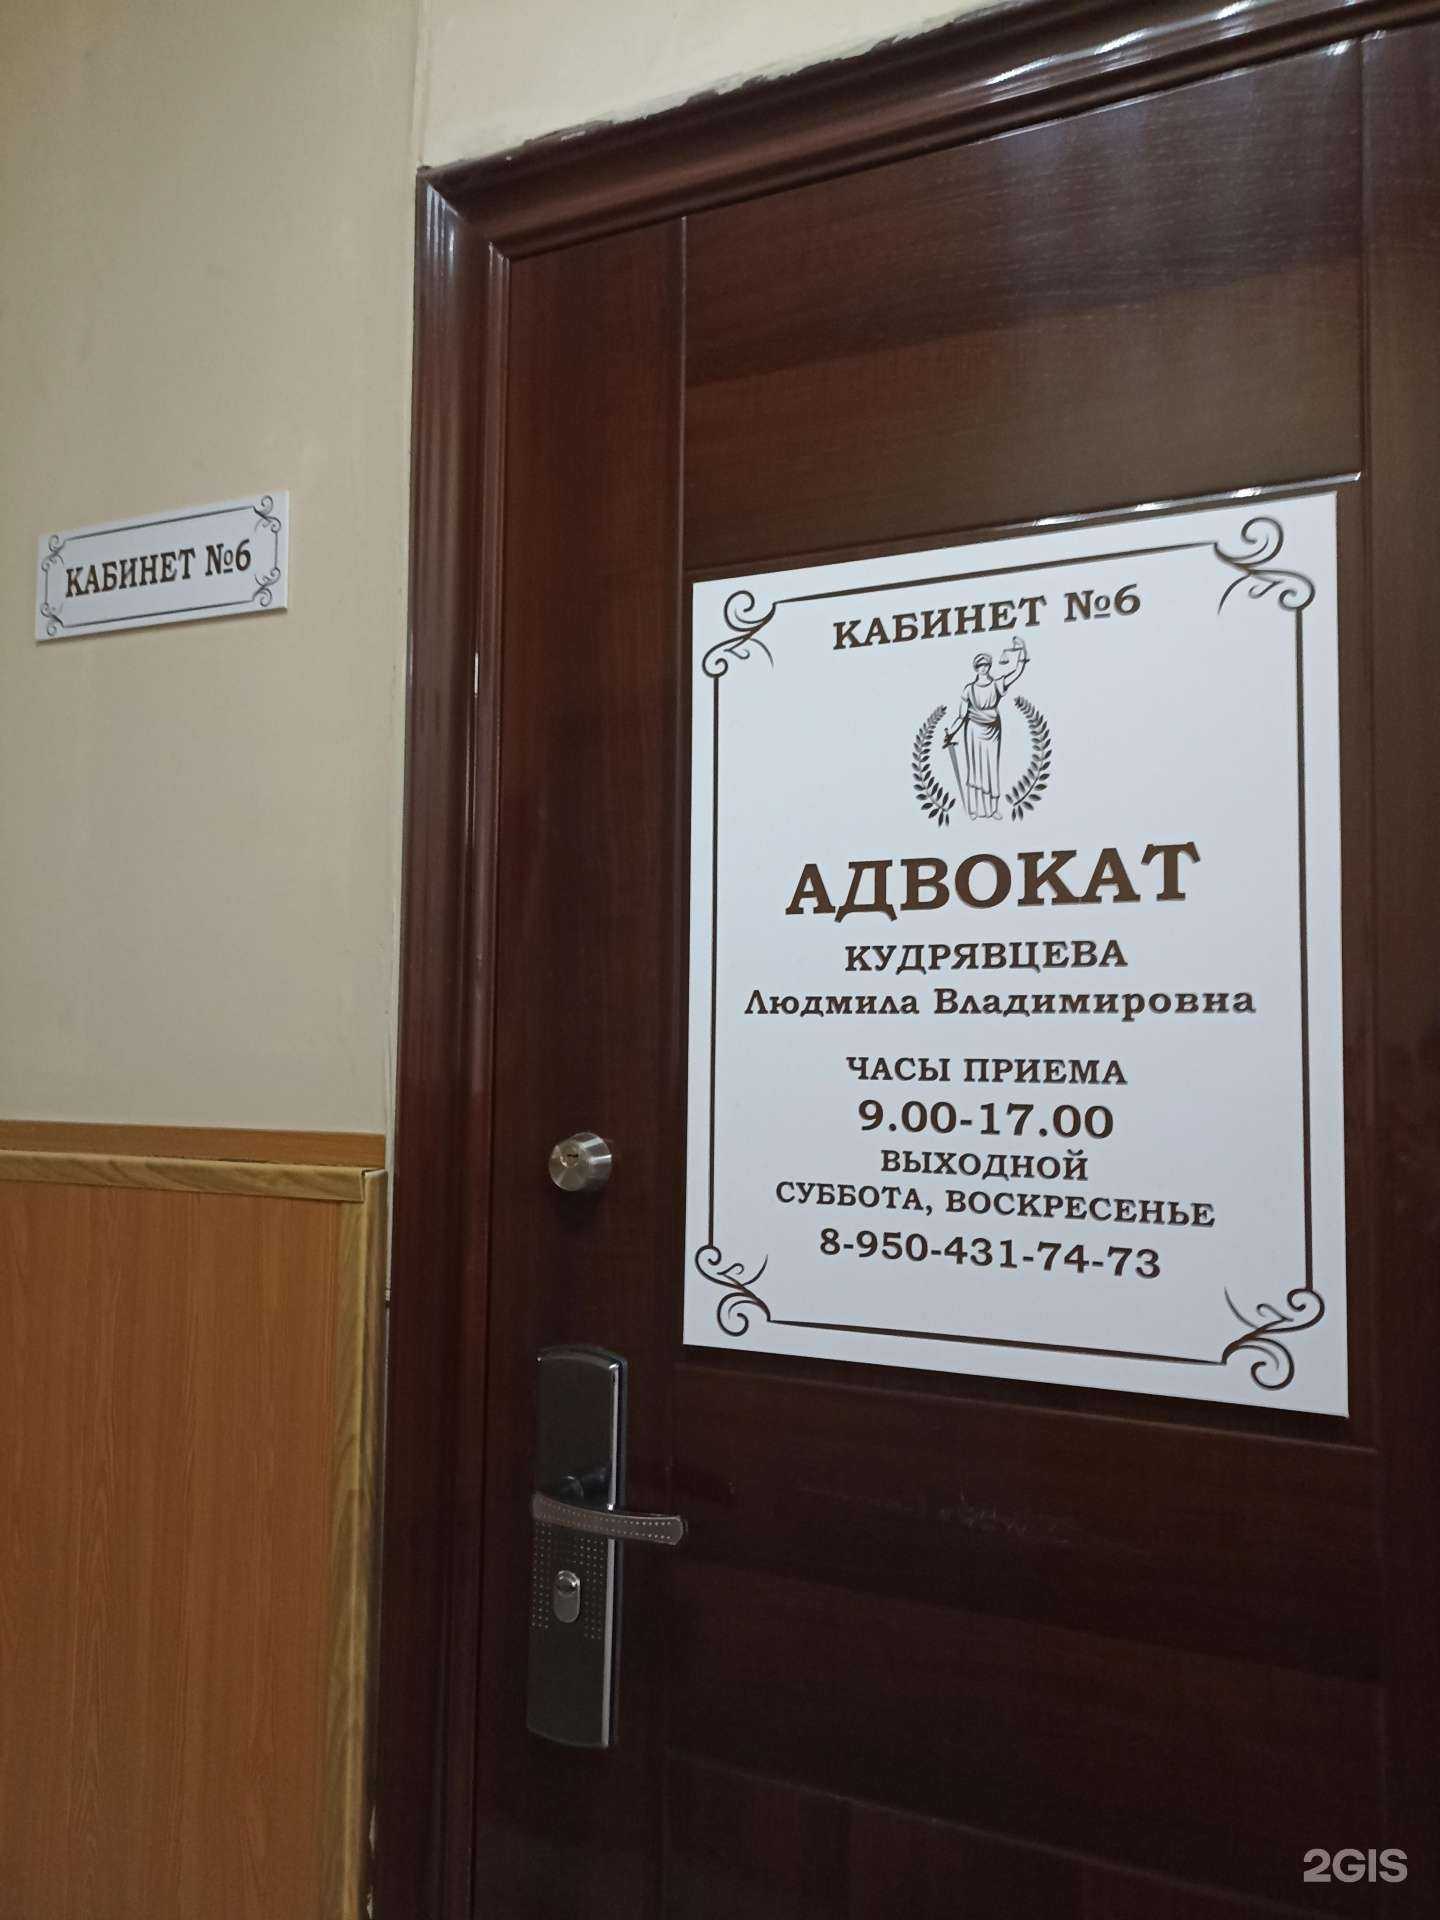 КАБИНЕТ №6
КАБИНЕТ №6
АДВОКАТ
КУДРЯВЦЕВА
Людмила Владимировна
ЧАСЫ ПРИЕМА
9.00-17.00
ВЫХОДНОЙ
СУББОТА, ВОСКРЕСЕНЬЕ
8-950-431-74-73
2GIS